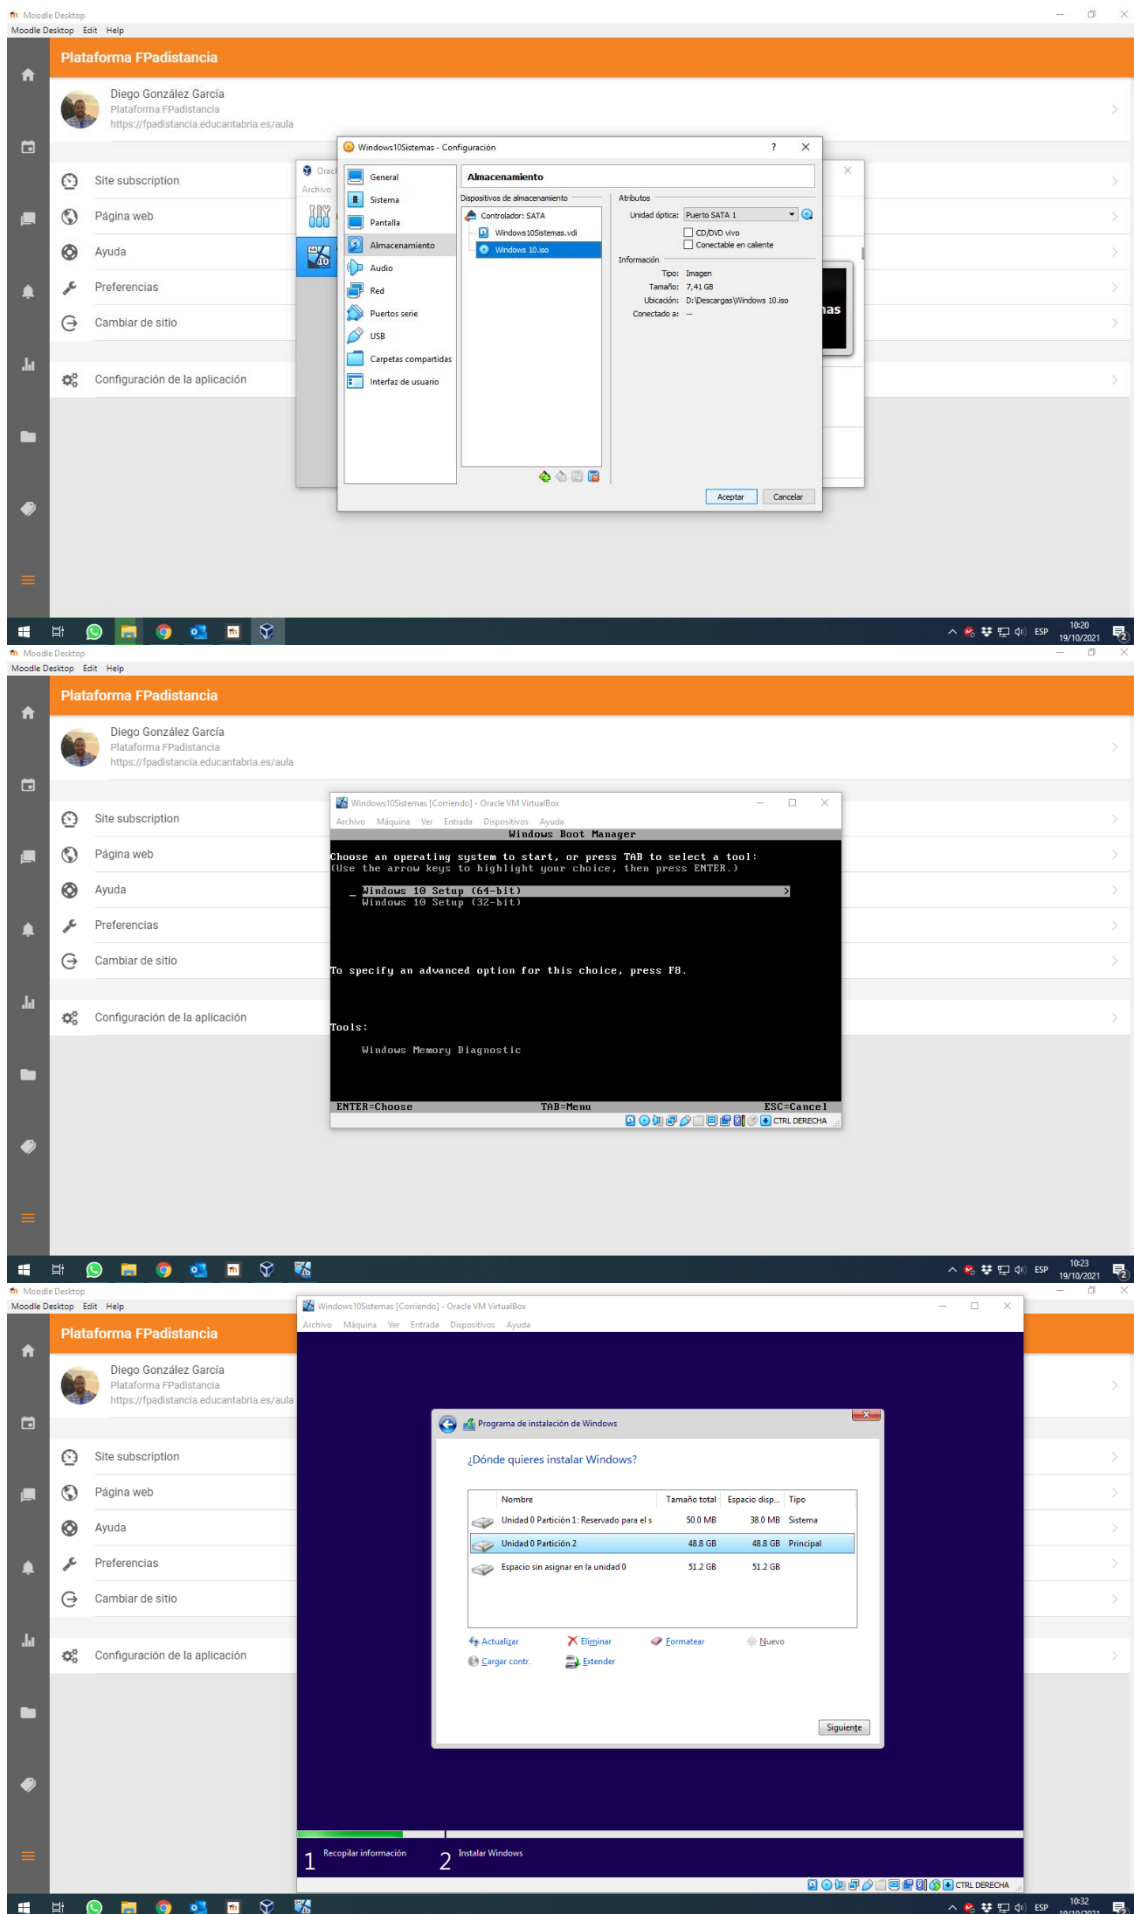 Moodle Desktop
Moodle Desktop Edit Help
Plataforma FPadistancia
Diego González García
Plataforma FPadistancia
https://fpadistancia.educantabria.es/aula
Site subscription
Página web
Ayuda
Preferencias
Cambiar de sitio
Configuración de la aplicación
Archivo
Windows10Sistemas - Configuración
General
Sistema
Pantalla
Almacenamiento
Audio
Red
Puertos serie
USB
Carpetas compartidas
Interfaz de usuario
Almacenamiento
Dispositivos de almacenamiento
Controlador: SATA
Windows10Sistemas.vdi
Windows 10.iso
Atributos
Unidad óptica: Puerto SATA 1
CD/DVD vivo
Conectable en caliente
Información
Tipo: Imagen
Tamaño: 7,41 GB
Ubicación: D:\Descargas\Windows 10.iso
Conectado a: --
Aceptar Cancelar
ESP
10:20
19/10/2021
Moodle Desktop
Moodle Desktop Edit Help
Plataforma FPadistancia
Diego González García
Plataforma FPadistancia
https://fpadistancia.educantabria.es/aula
Site subscription
Página web
Ayuda
Preferencias
Cambiar de sitio
Configuración de la aplicación
Windows10Sistemas [Corriendo] - Oracle VM VirtualBox
Archivo Máquina Ver Entrada Dispositivos Ayuda
Windows Boot Manager
Choose an operating system to start, or press TAB to select a tool:
(Use the arrow keys to highlight your choice, then press ENTER.)
Windows 10 Setup (64-bit) >
Windows 10 Setup (32-bit)
To specify an advanced option for this choice, press F8.
Tools:
Windows Memory Diagnostic
ENTER=Choose TAB=Menu ESC=Cancel
CTRL DERECHA
ESP
10:23
19/10/2021
Moodle Desktop
Moodle Desktop Edit Help
Plataforma FPadistancia
Diego González García
Plataforma FPadistancia
https://fpadistancia.educantabria.es/aula
Site subscription
Página web
Ayuda
Preferencias
Cambiar de sitio
Configuración de la aplicación
Windows10Sistemas [Corriendo] - Oracle VM VirtualBox
Archivo Máquina Ver Entrada Dispositivos Ayuda
Programa de instalación de Windows
¿Dónde quieres instalar Windows?
Nombre Tamaño total Espacio disp... Tipo
Unidad 0 Partición 1: Reservado para el s 50.0 MB 38.0 MB Sistema
Unidad 0 Partición 2 48.8 GB 48.8 GB Principal
Espacio sin asignar en la unidad 0 51.2 GB 51.2 GB
Actualizar Eliminar Formatear Nuevo
Cargar contr. Extender
Siguiente
1 Recopilar información 2 Instalar Windows
CTRL DERECHA
ESP
10:32
19/10/2021